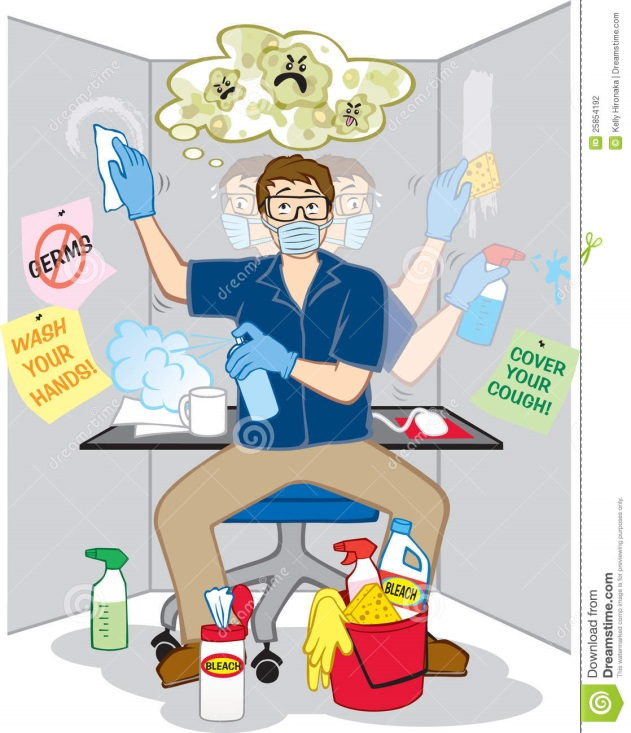 GERMS
WASH
YOUR
HANDS!
COVER
YOUR
COUGH!
BLEACH
BLEACH
dreamstime.
ID 25854192
© Kelly Hironaka | Dreamstime.com
Download from
Dreamstime.com
This watermarked comp image is for previewing purposes only.